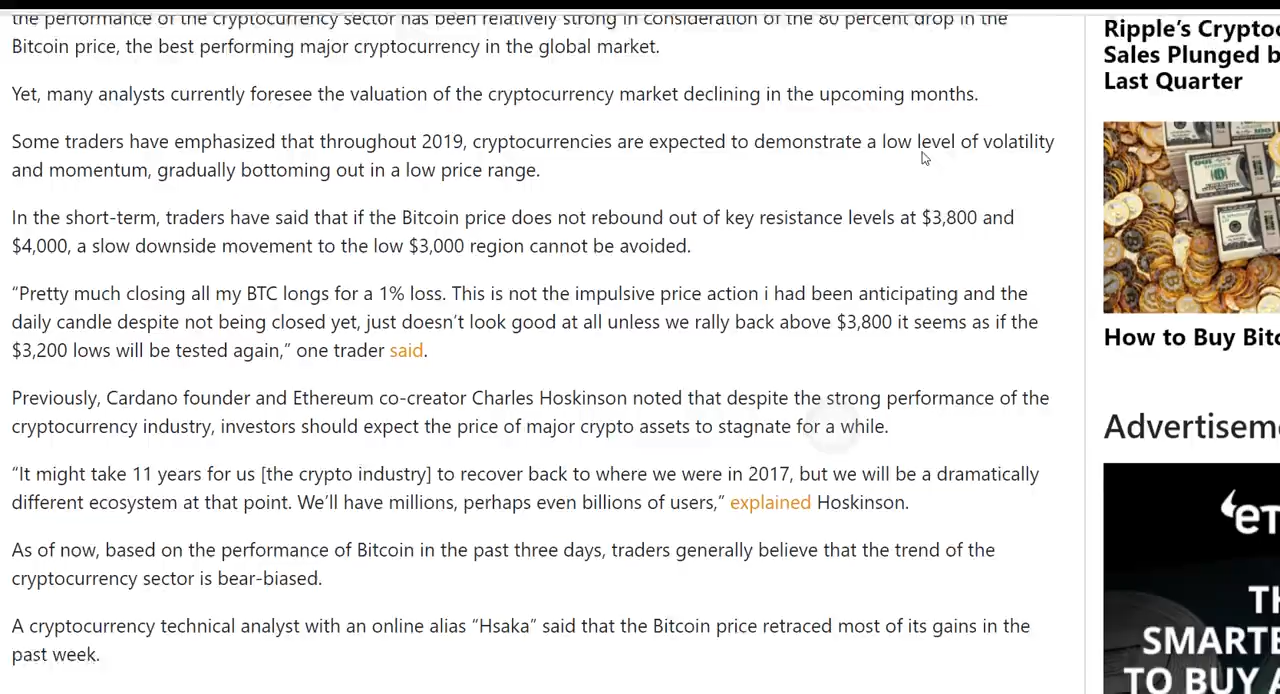 the performance of the cryptocurrency sector has been relatively strong in consideration of the 80 percent drop in the
Bitcoin price, the best performing major cryptocurrency in the global market.
Yet, many analysts currently foresee the valuation of the cryptocurrency market declining in the upcoming months.
Some traders have emphasized that throughout 2019, cryptocurrencies are expected to demonstrate a low level of volatility
and momentum, gradually bottoming out in a low price range.
In the short-term, traders have said that if the Bitcoin price does not rebound out of key resistance levels at $3,800 and
$4,000, a slow downside movement to the low $3,000 region cannot be avoided.
“Pretty much closing all my BTC longs for a 1% loss. This is not the impulsive price action i had been anticipating and the
daily candle despite not being closed yet, just doesn’t look good at all unless we rally back above $3,800 it seems as if the
$3,200 lows will be tested again,” one trader said.
Previously, Cardano founder and Ethereum co-creator Charles Hoskinson noted that despite the strong performance of the
cryptocurrency industry, investors should expect the price of major crypto assets to stagnate for a while.
“It might take 11 years for us [the crypto industry] to recover back to where we were in 2017, but we will be a dramatically
different ecosystem at that point. We’ll have millions, perhaps even billions of users,” explained Hoskinson.
As of now, based on the performance of Bitcoin in the past three days, traders generally believe that the trend of the
cryptocurrency sector is bear-biased.
A cryptocurrency technical analyst with an online alias “Hsaka” said that the Bitcoin price retraced most of its gains in the
past week.
Ripple’s Cryptoc
Sales Plunged b
Last Quarter
How to Buy Bitc
Advertisem
eT
TH
SMARTE
TO BUY A